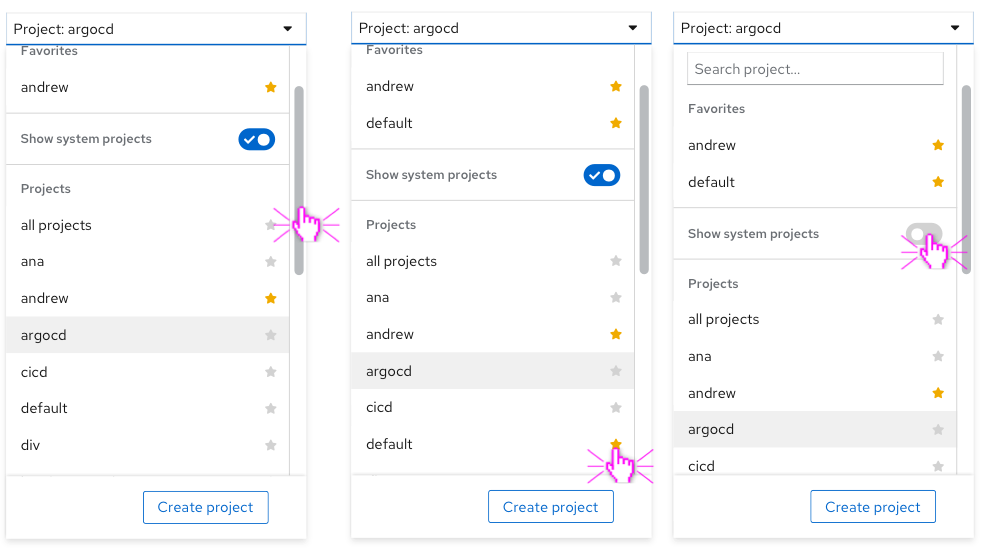 Project: argocd
Favorites
andrew
Show system projects
Projects
all projects
ana
andrew
argocd
cicd
default
div
Create project
Project: argocd
Favorites
andrew
default
Show system projects
Projects
all projects
ana
andrew
argocd
cicd
default
Create project
Project: argocd
Search project...
Favorites
andrew
default
Show system projects
Projects
all projects
ana
andrew
argocd
cicd
Create project